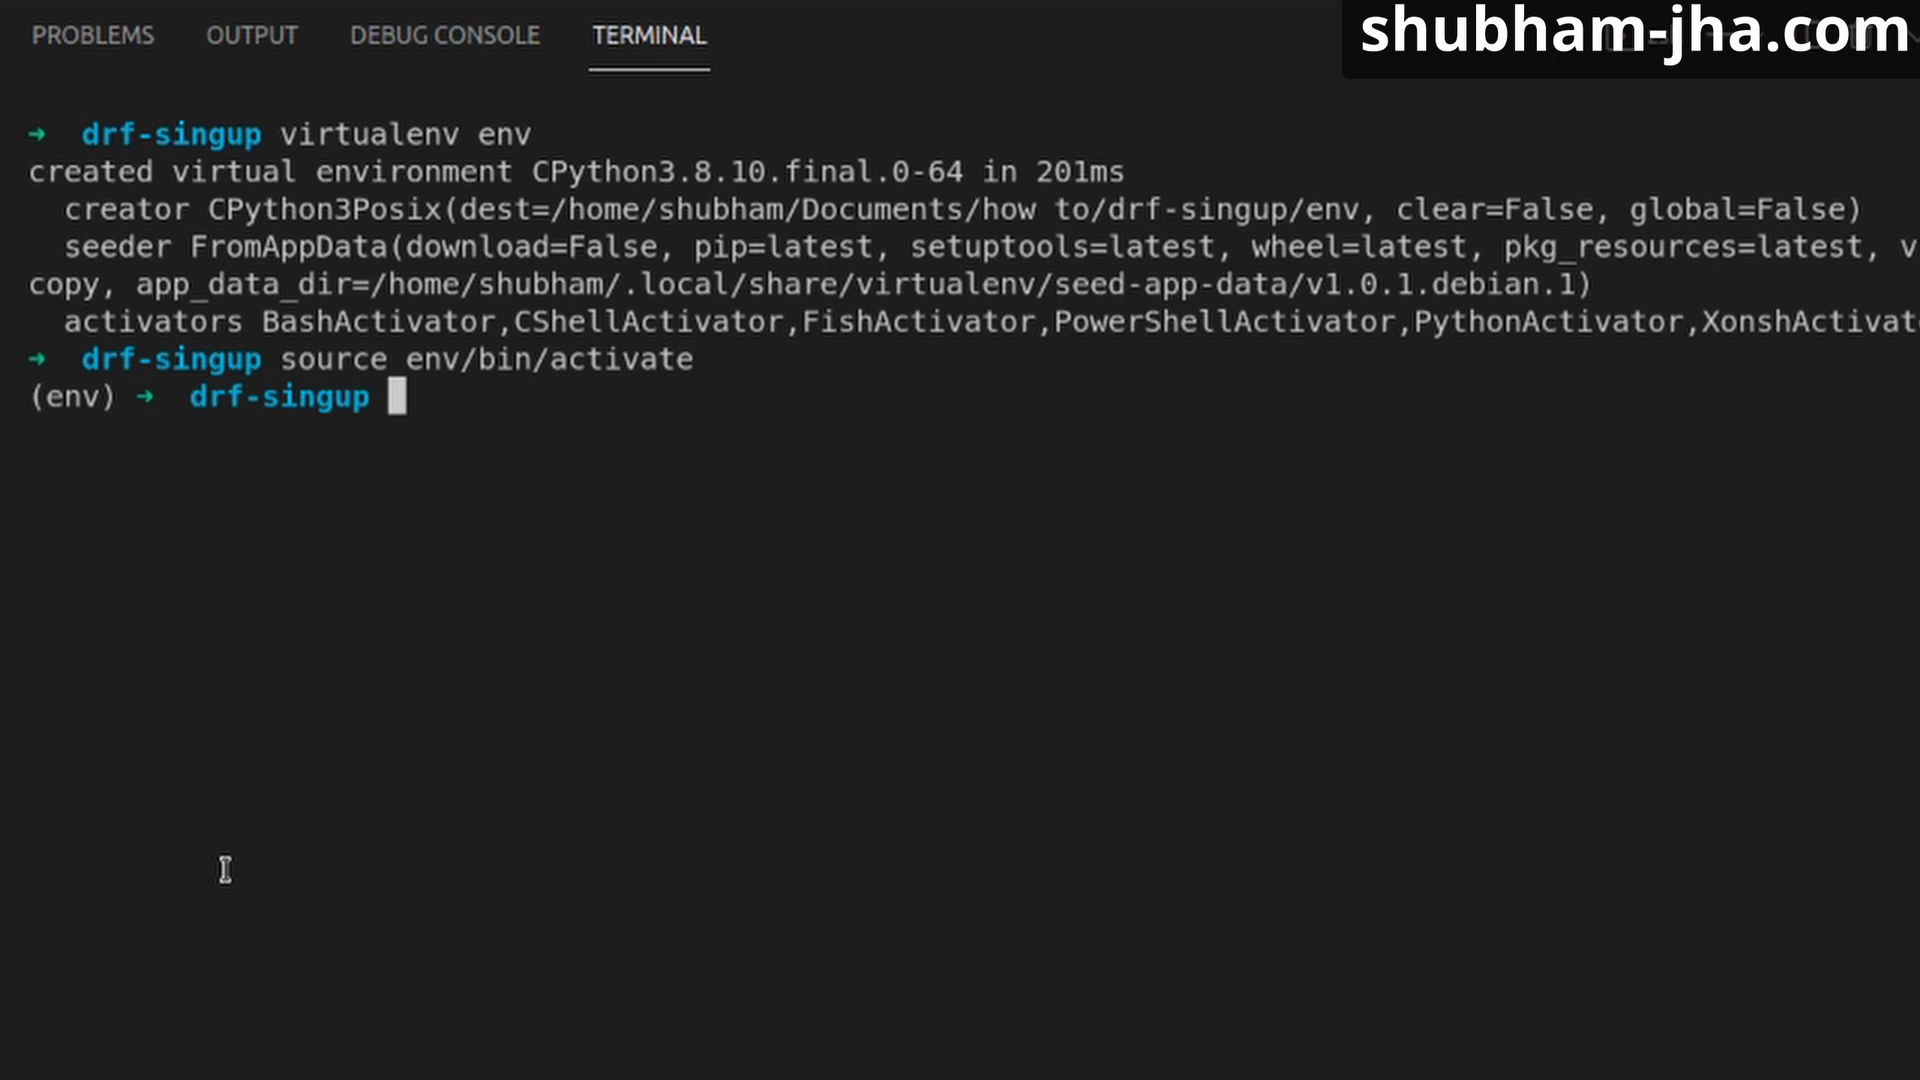 PROBLEMS OUTPUT DEBUG CONSOLE TERMINAL
shubham-jha.com
➜ drf-singup virtualenv env
created virtual environment CPython3.8.10.final.0-64 in 201ms
  creator CPython3Posix(dest=/home/shubham/Documents/how to/drf-singup/env, clear=False, global=False)
  seeder FromAppData(download=False, pip=latest, setuptools=latest, wheel=latest, pkg_resources=latest, v
copy, app_data_dir=/home/shubham/.local/share/virtualenv/seed-app-data/v1.0.1.debian.1)
  activators BashActivator,CShellActivator,FishActivator,PowerShellActivator,PythonActivator,XonshActivat
➜ drf-singup source env/bin/activate
(env) ➜ drf-singup